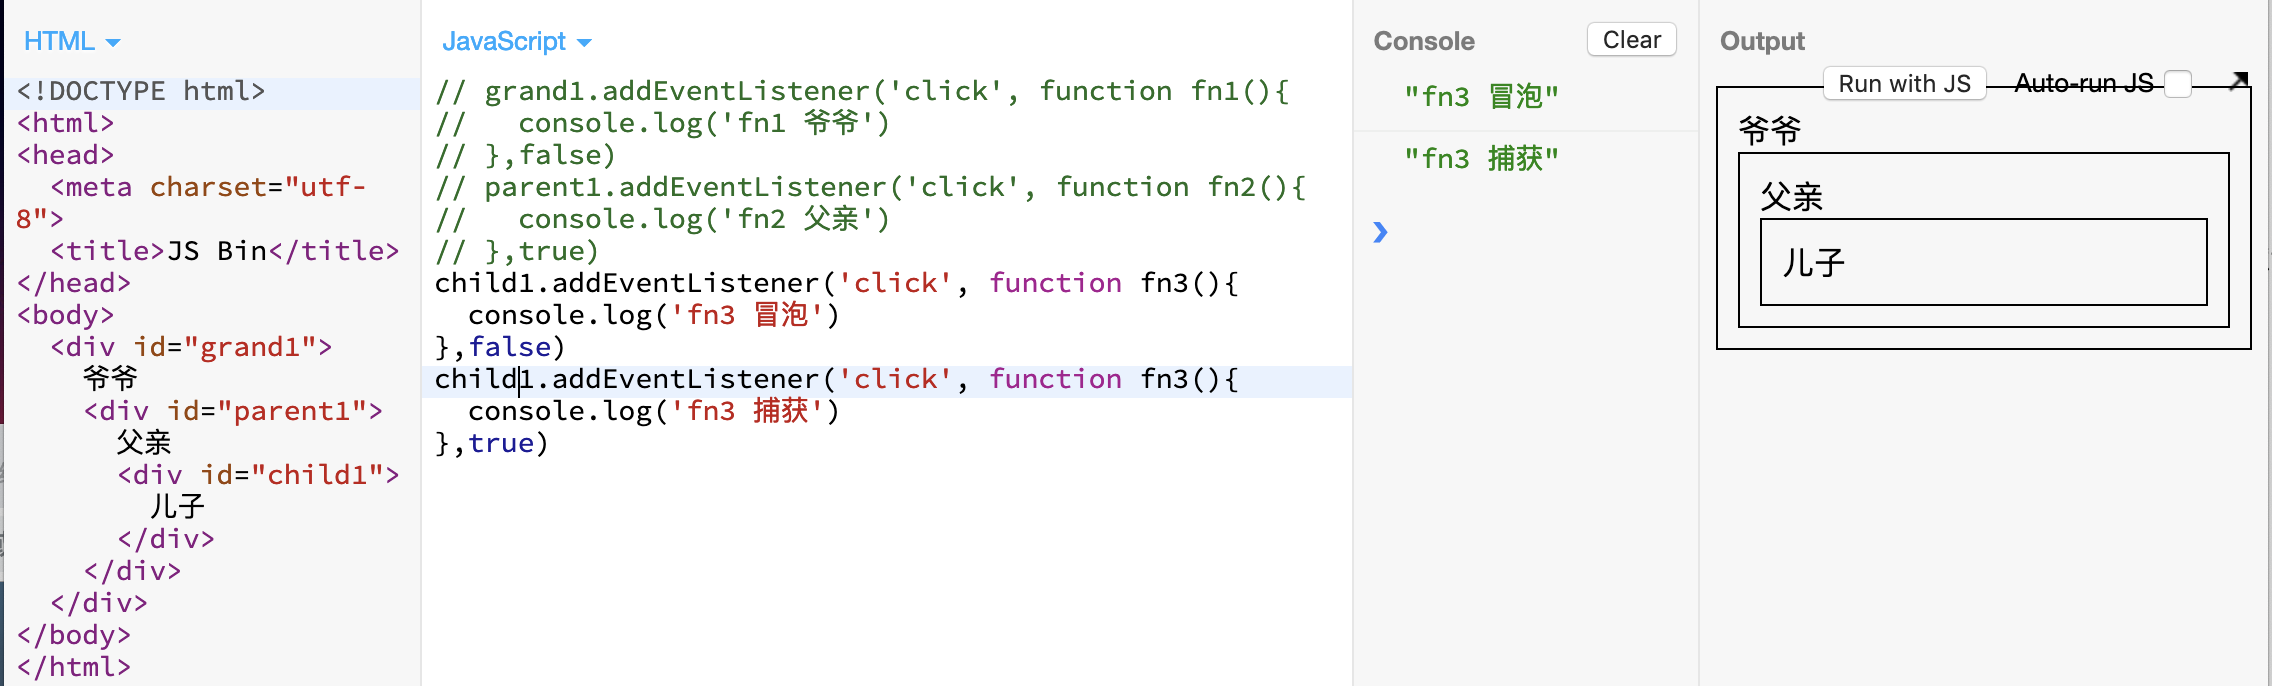 HTML
<!DOCTYPE html>
<html>
<head>
  <meta charset="utf-
8">
  <title>JS Bin</title>
</head>
<body>
  <div id="grand1">
    爷爷
    <div id="parent1">
      父亲
      <div id="child1">
        儿子
      </div>
    </div>
  </div>
</body>
</html>
JavaScript
// grand1.addEventListener('click', function fn1(){
//   console.log('fn1 爷爷')
// },false)
// parent1.addEventListener('click', function fn2(){
//   console.log('fn2 父亲')
// },true)
child1.addEventListener('click', function fn3(){
  console.log('fn3 冒泡')
},false)
child1.addEventListener('click', function fn3(){
  console.log('fn3 捕获')
},true)
Console
Clear
"fn3 冒泡"
"fn3 捕获"
Output
Run with JS
Auto-run JS
爷爷
父亲
儿子